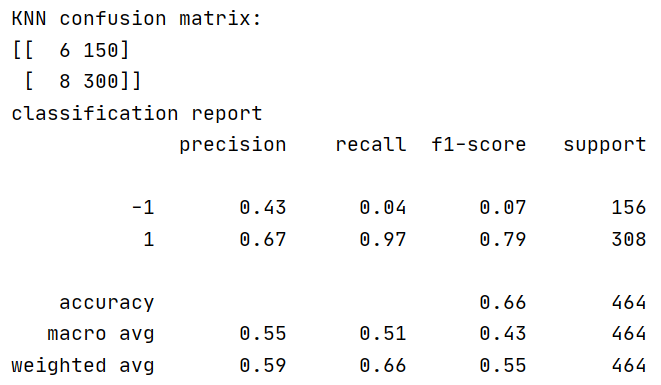 KNN confusion matrix:
[[  6 150]
 [  8 300]]
classification report
              precision    recall  f1-score   support

          -1       0.43      0.04      0.07       156
           1       0.67      0.97      0.79       308

    accuracy                           0.66       464
   macro avg       0.55      0.51      0.43       464
weighted avg       0.59      0.66      0.55       464